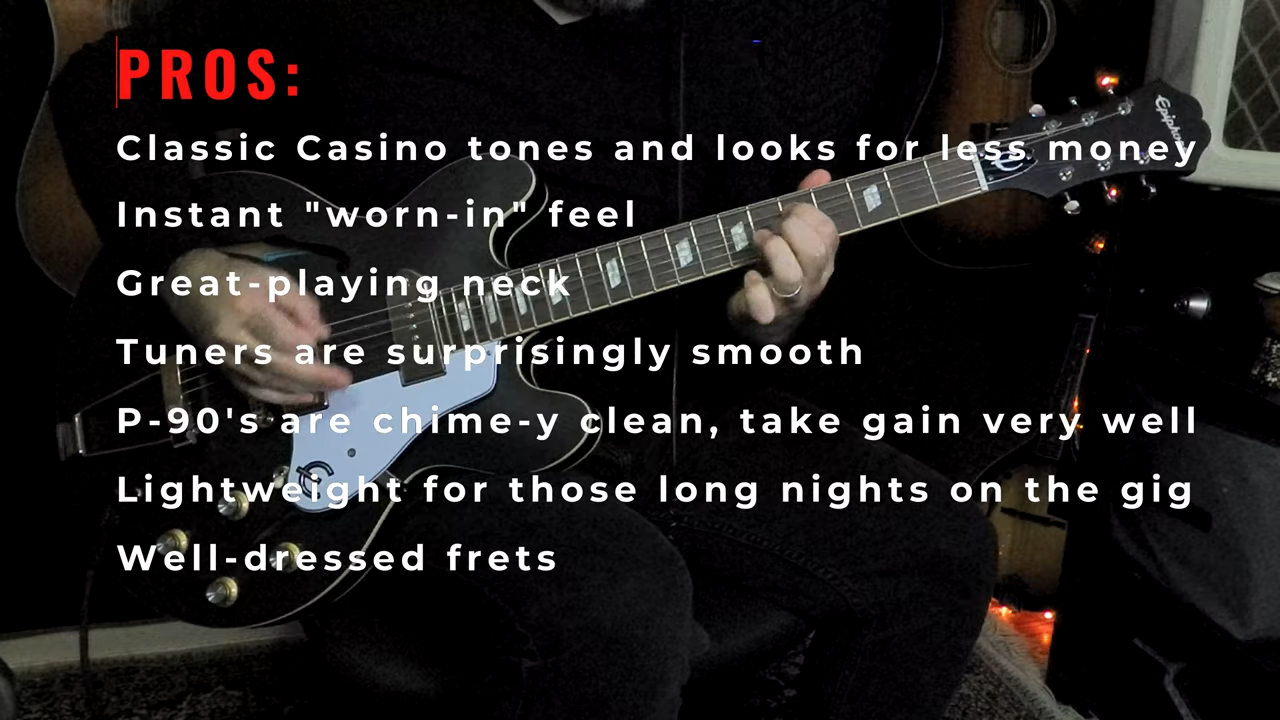 PROS:
Classic Casino tones and looks for less money
Instant "worn-in" feel
Great-playing neck
Tuners are surprisingly smooth
P-90's are chime-y clean, take gain very well
Lightweight for those long nights on the gig
Well-dressed frets
Epiphone